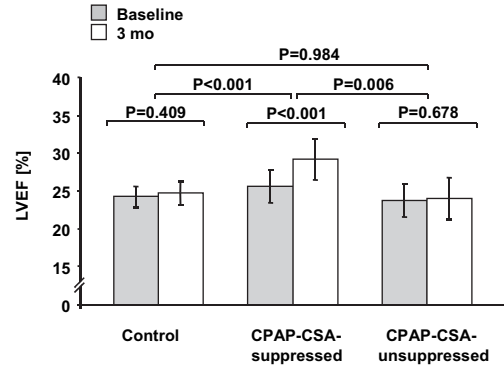 Baseline
3 mo
P=0.984
P<0.001 P=0.006
P=0.409 P<0.001 P=0.678
LVEF [%]
40
35
30
25
20
15
0
Control CPAP-CSA-suppressed CPAP-CSA-unsuppressed